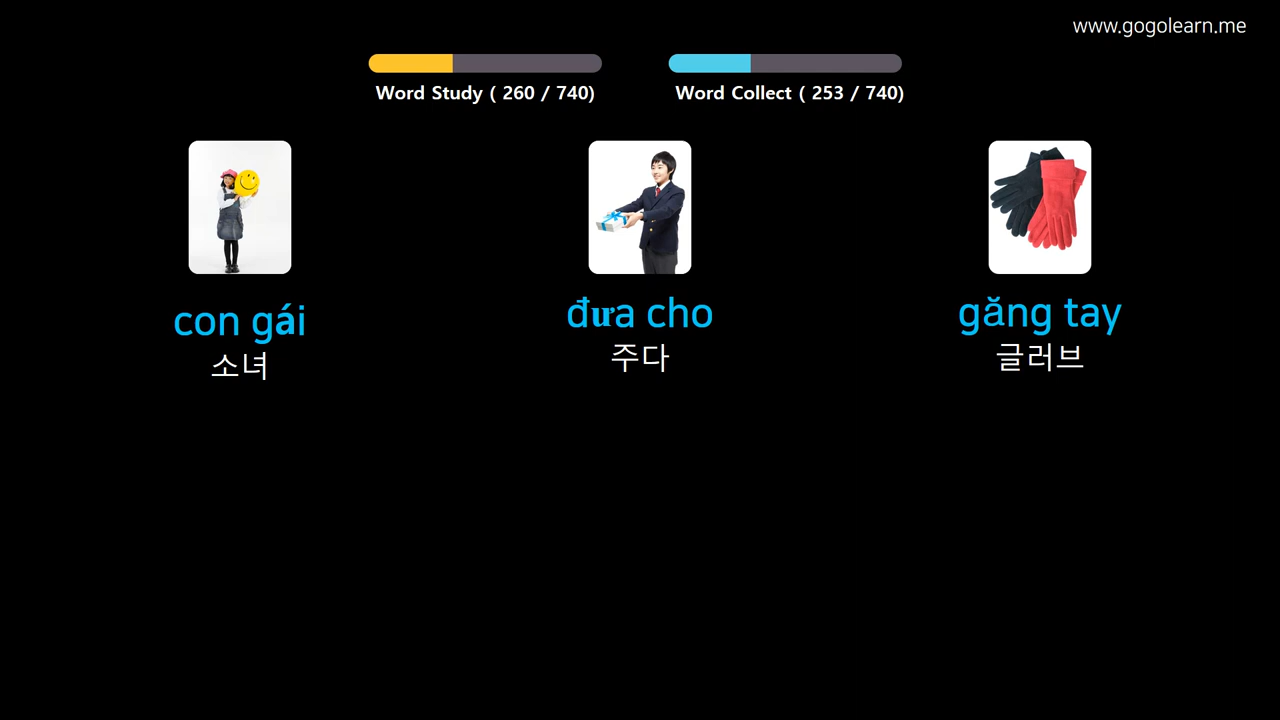 www.gogolearn.me
Word Study ( 260 / 740)
Word Collect ( 253 / 740)
con gái
소녀
đưa cho
주다
găng tay
글러브